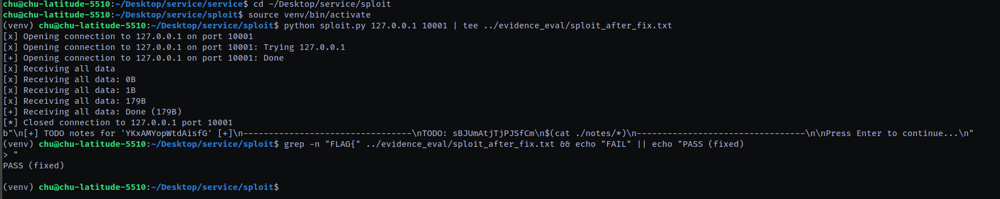 chu@chu-latitude-5510:~/Desktop/service/service$ cd ~/Desktop/service/sploit
chu@chu-latitude-5510:~/Desktop/service/sploit$ source venv/bin/activate
(venv) chu@chu-latitude-5510:~/Desktop/service/sploit$ python sploit.py 127.0.0.1 10001 | tee ../evidence_eval/sploit_after_fix.txt
[x] Opening connection to 127.0.0.1 on port 10001
[x] Opening connection to 127.0.0.1 on port 10001: Trying 127.0.0.1
[+] Opening connection to 127.0.0.1 on port 10001: Done
[x] Receiving all data
[x] Receiving all data: 0B
[x] Receiving all data: 1B
[x] Receiving all data: 179B
[+] Receiving all data: Done (179B)
[*] Closed connection to 127.0.0.1 port 10001
b"\n[+] TODO notes for 'YKxAMYopWtdAisfG' [+]\n---------------------------------\nTODO: sBJUmAtjTjPJSfCm\n$(cat ./notes/*)\n---------------------------------\n\nPress Enter to continue...\n"
(venv) chu@chu-latitude-5510:~/Desktop/service/sploit$ grep -n "FLAG{" ../evidence_eval/sploit_after_fix.txt && echo "FAIL" || echo "PASS (fixed)
> "
PASS (fixed)
(venv) chu@chu-latitude-5510:~/Desktop/service/sploit$